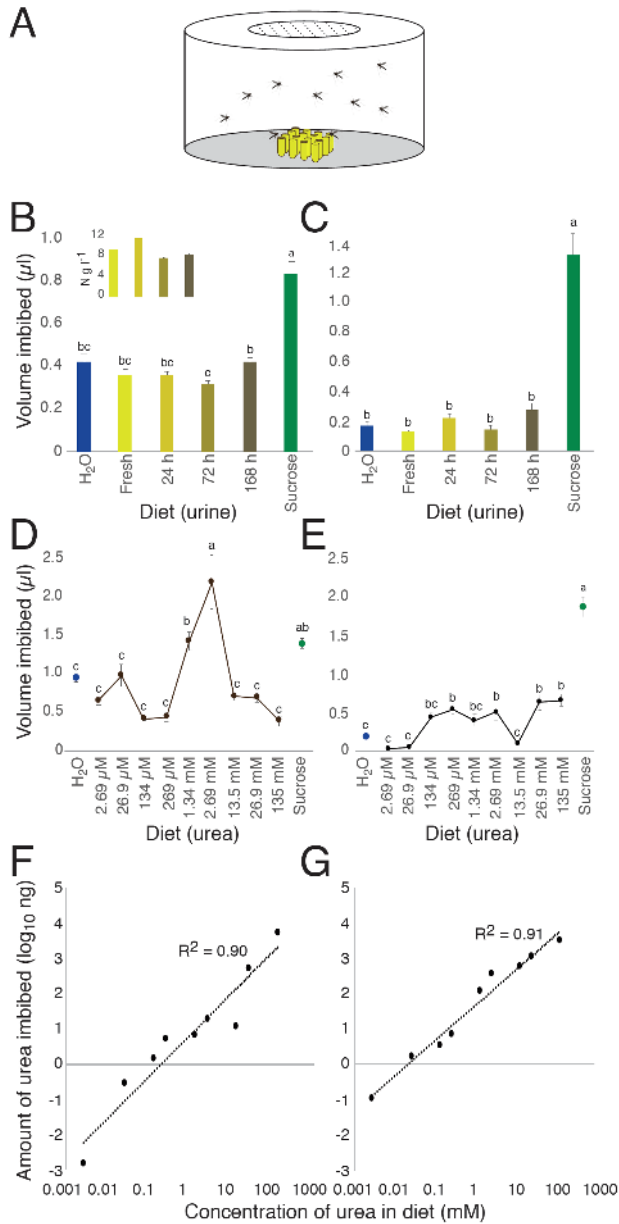 A
B
C
Volume imbibed (µl)
1.0
0.8
0.6
0.4
0.2
0
N g l⁻¹
12
8
4
0
bc
bc
bc
c
b
a
H₂O
Fresh
24 h
72 h
168 h
Sucrose
Diet (urine)
1.4
1.2
1.0
0.8
0.6
0.4
0.2
0
b
b
b
b
b
a
H₂O
Fresh
24 h
72 h
168 h
Sucrose
Diet (urine)
D
E
Volume imbibed (µl)
2.5
2.0
1.5
1.0
0.5
0
c
c
c
c
c
b
a
c
c
c
ab
H₂O
2.69 µM
26.9 µM
134 µM
269 µM
1.34 mM
2.69 mM
13.5 mM
26.9 mM
135 mM
Sucrose
Diet (urea)
2.5
2.0
1.5
1.0
0.5
0
c
c
c
bc
b
bc
b
c
b
b
a
H₂O
2.69 µM
26.9 µM
134 µM
269 µM
1.34 mM
2.69 mM
13.5 mM
26.9 mM
135 mM
Sucrose
Diet (urea)
F
G
Amount of urea imbibed (log₁₀ ng)
5
4
3
2
1
0
-1
-2
-3
R² = 0.90
0.001
0.01
0.1
1
10
100
1000
5
4
3
2
1
0
-1
-2
-3
R² = 0.91
0.001
0.01
0.1
1
10
100
1000
Concentration of urea in diet (mM)